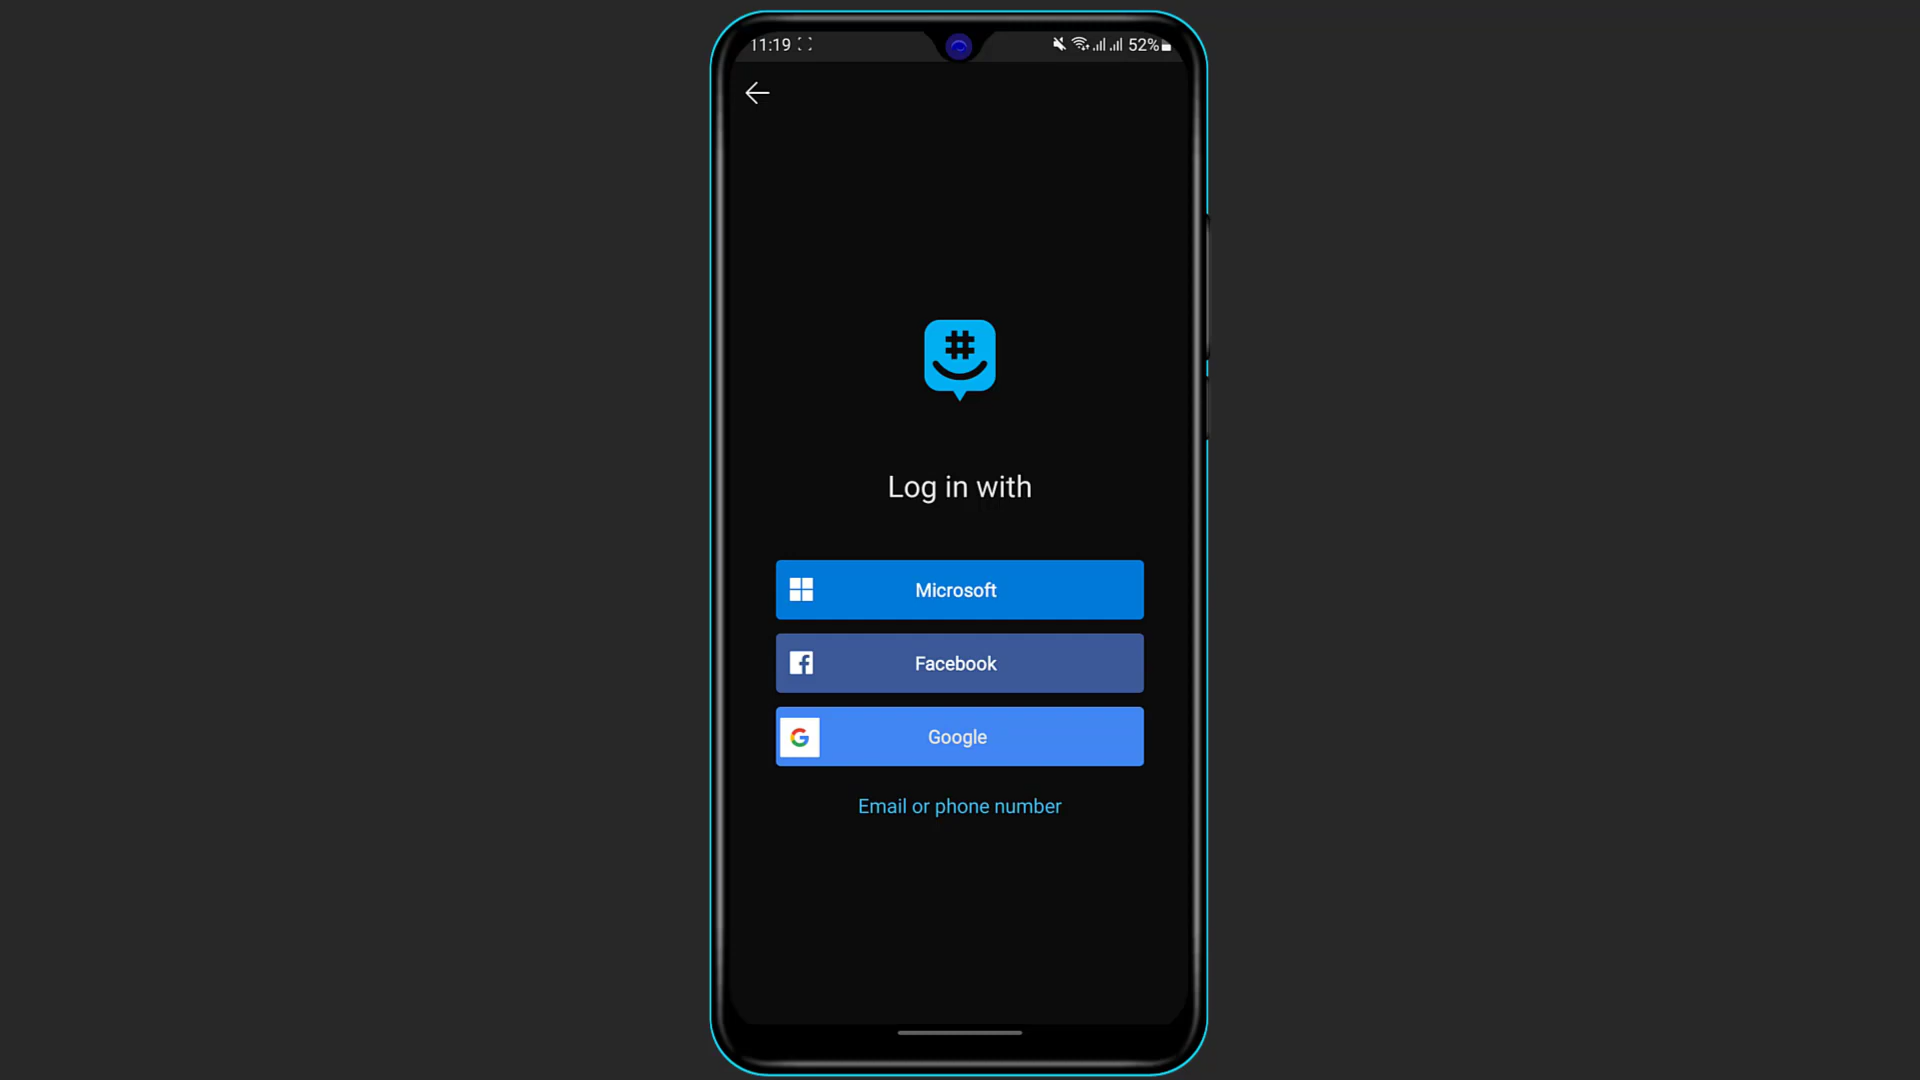 11:19 52%
#
Log in with
Microsoft
Facebook
G Google
Email or phone number